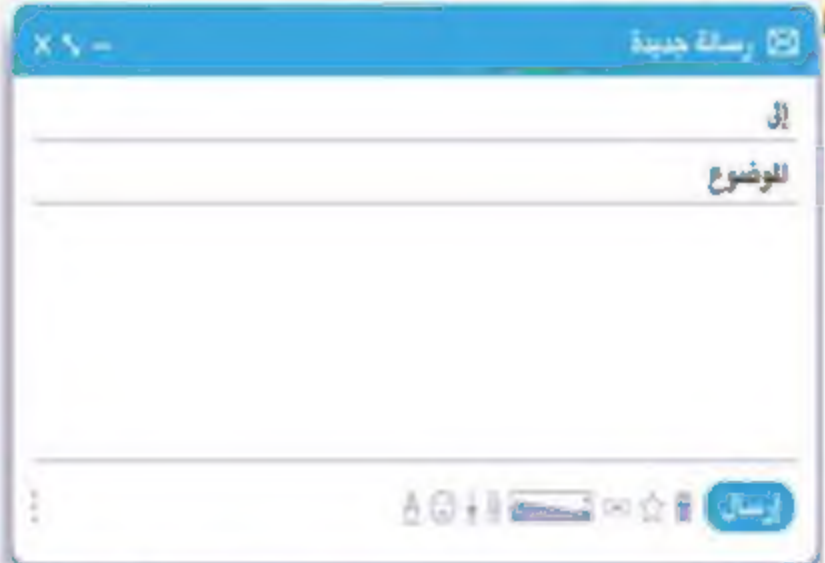 رسالة جديدة
إلى
الموضوع
إرسال